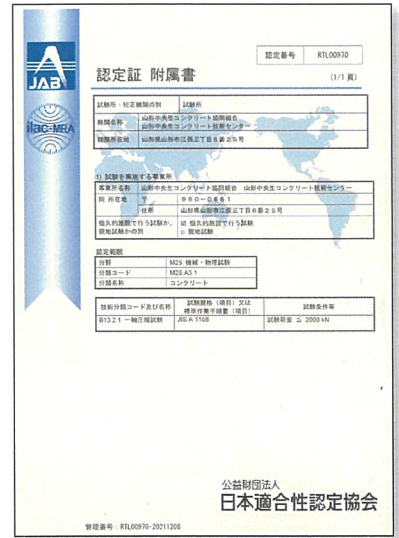 JAB
ilac-MRA
認定番号 RTL00970
認定証 附属書
(1/1 頁)
試験所・校正機関の別 試験所
機関名称 山形中央生コンクリート協同組合
山形中央生コンクリート技術センター
機関所在地 山形県山形市江俣三丁目6番25号
1) 試験を実施する事業所
事業所名称 山形中央生コンクリート協同組合 山形中央生コンクリート技術センター
同 所在地 〒 990-0861
住所 山形県山形市江俣三丁目6番25号
恒久的施設で行う試験か、 ☑ 恒久的施設で行う試験
現地試験かの別 □ 現地試験
認定範囲
分野 M25 機械・物理試験
分類コード M25.A3.1
分類名称 コンクリート
技術分類コード及び名称 試験規格（項目）又は 試験条件等
標準作業手順書（項目）
B13.2.1 一軸圧縮試験 JIS A 1108 試験荷重 ≦ 2000 kN
公益財団法人
日本適合性認定協会
管理番号：RTL00970-20211208